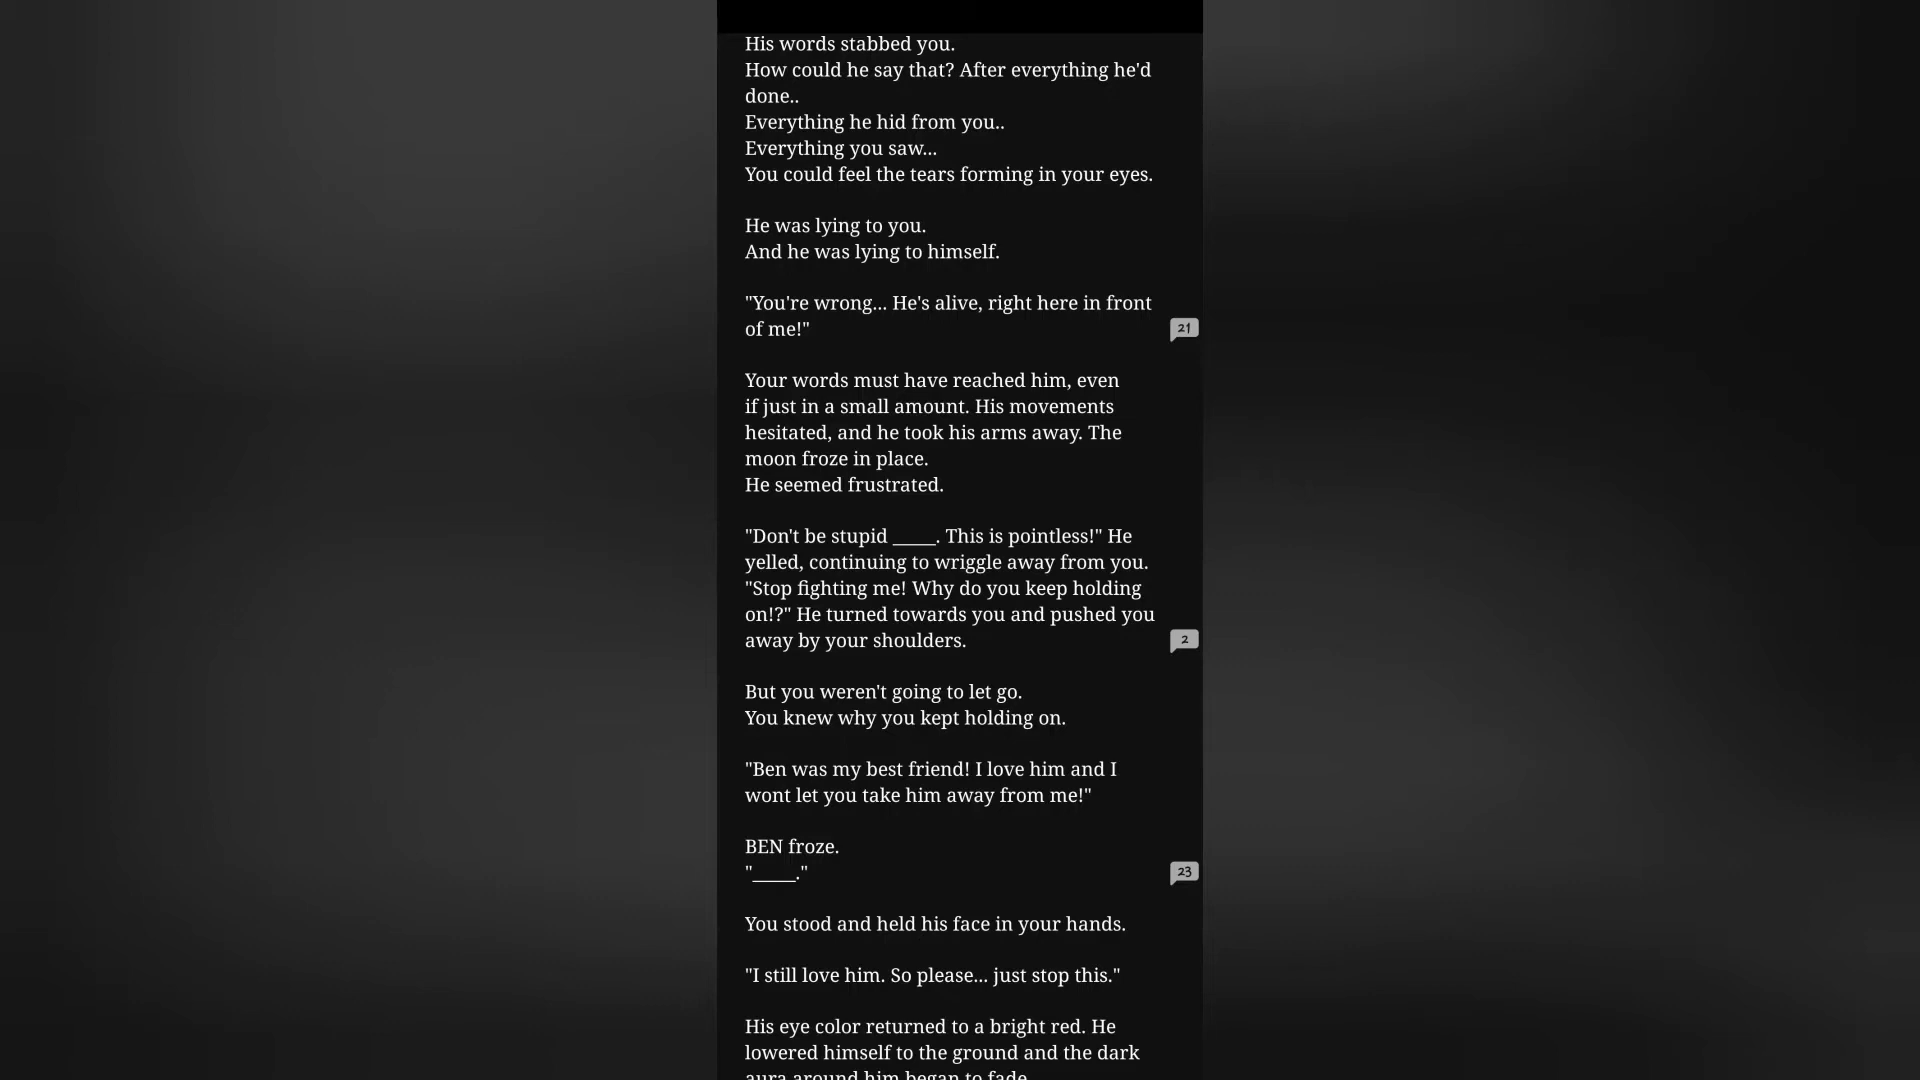 His words stabbed you.
How could he say that? After everything he'd
done..
Everything he hid from you..
Everything you saw...
You could feel the tears forming in your eyes.
He was lying to you.
And he was lying to himself.
"You're wrong... He's alive, right here in front
of me!"
21
Your words must have reached him, even
if just in a small amount. His movements
hesitated, and he took his arms away. The
moon froze in place.
He seemed frustrated.
"Don't be stupid _____. This is pointless!" He
yelled, continuing to wriggle away from you.
"Stop fighting me! Why do you keep holding
on!?" He turned towards you and pushed you
away by your shoulders.
2
But you weren't going to let go.
You knew why you kept holding on.
"Ben was my best friend! I love him and I
wont let you take him away from me!"
BEN froze.
"_____."
23
You stood and held his face in your hands.
"I still love him. So please... just stop this."
His eye color returned to a bright red. He
lowered himself to the ground and the dark
aura around him began to fade.